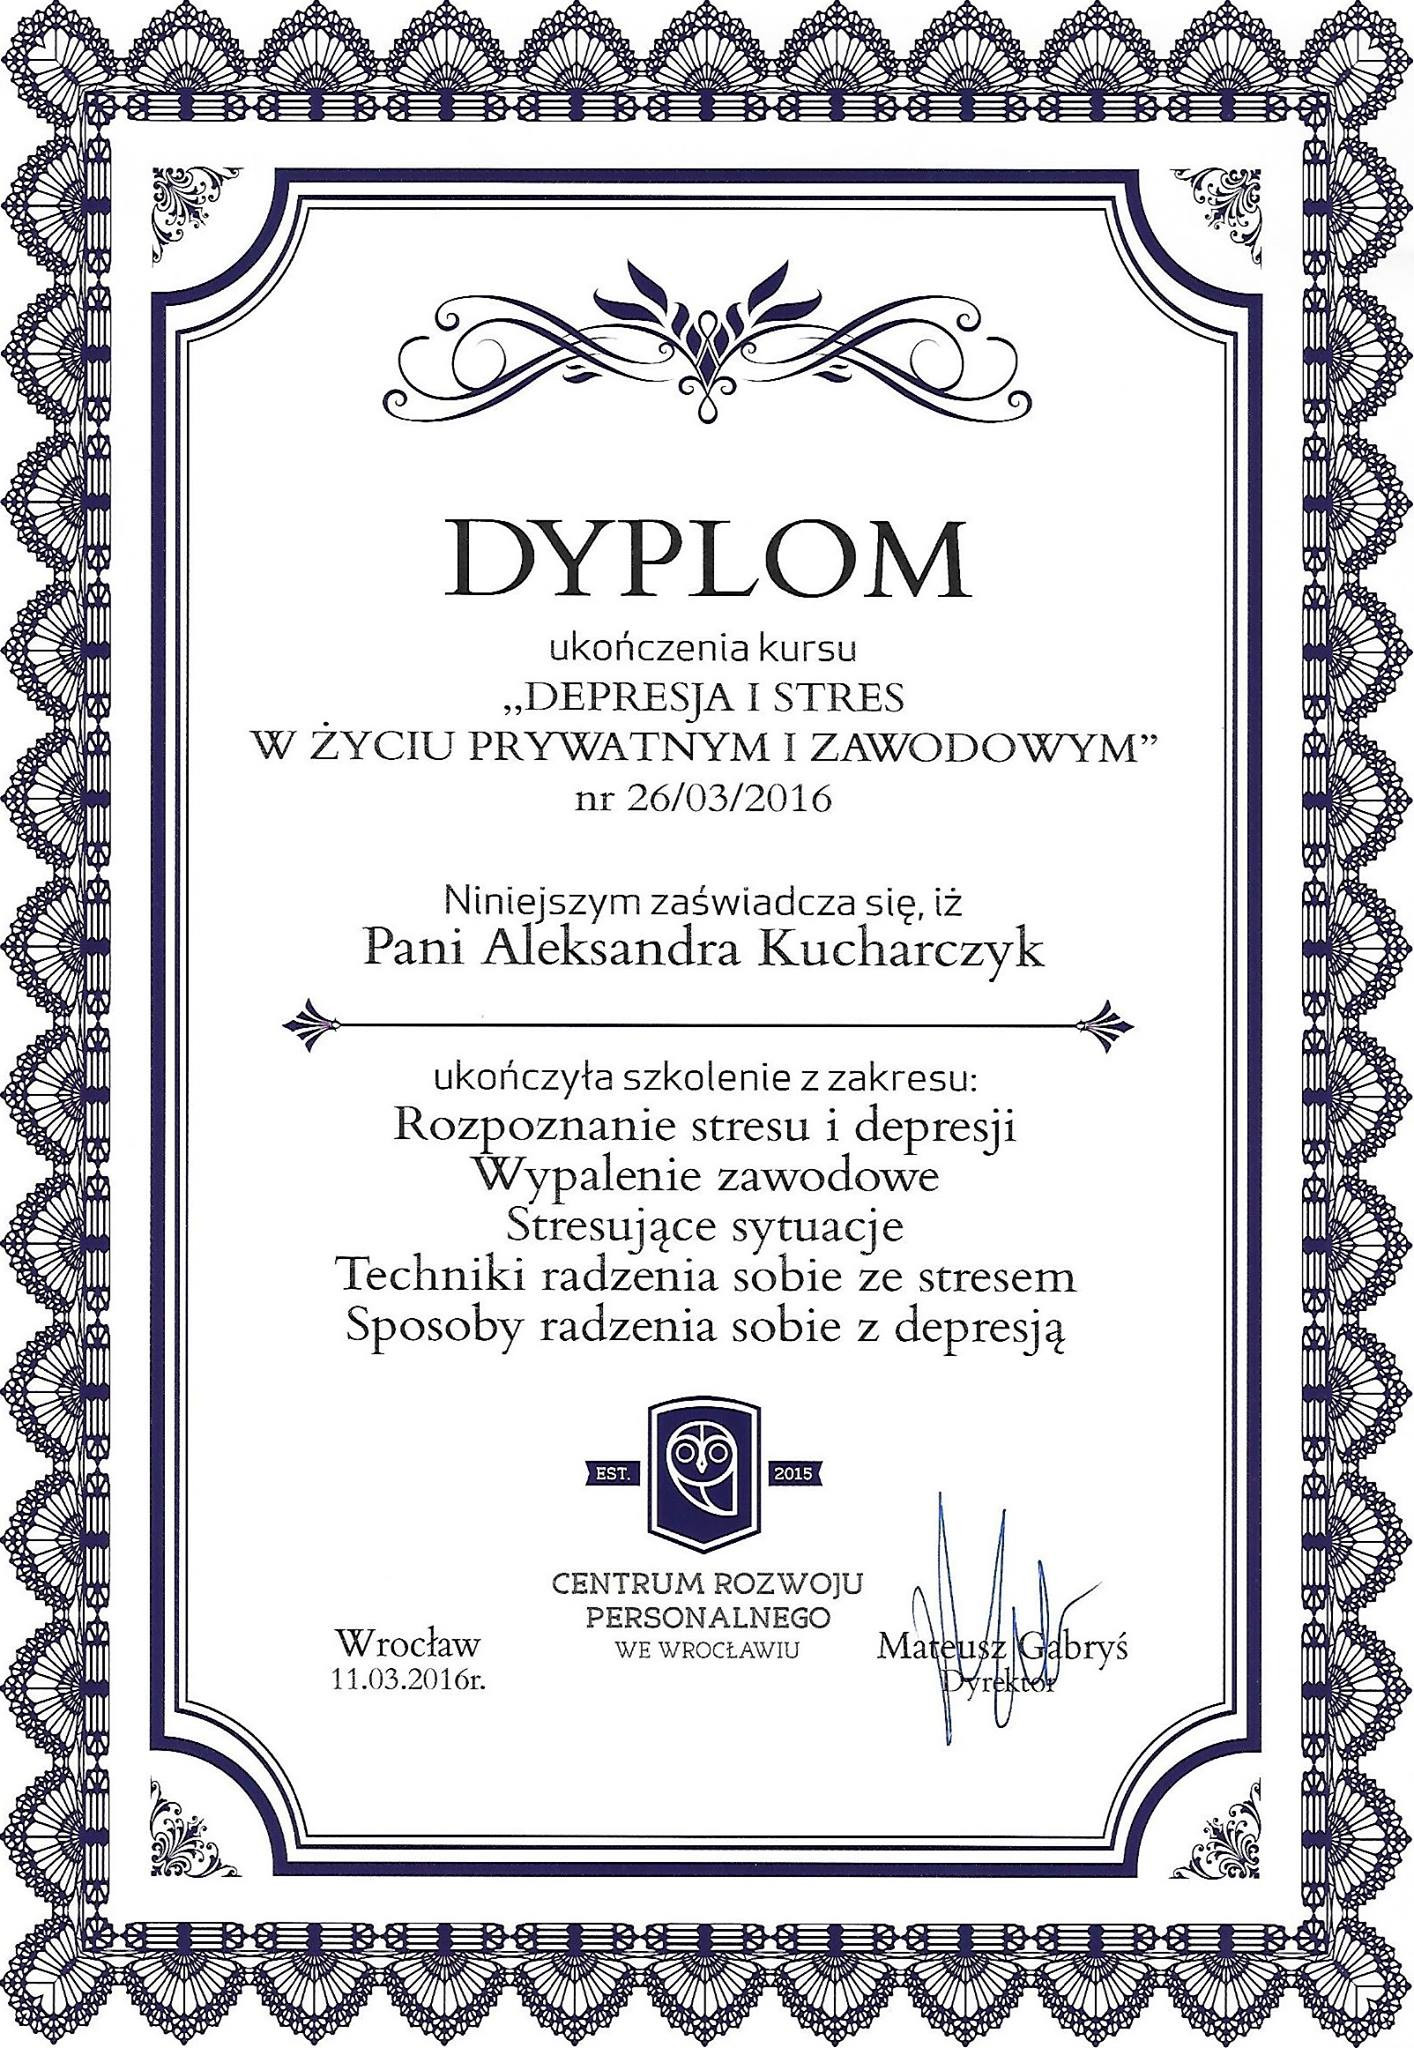 DYPLOM
ukończenia kursu
„DEPRESJA I STRES
W ŻYCIU PRYWATNYM I ZAWODOWYM”
nr 26/03/2016
Niniejszym zaświadcza się, iż
Pani Aleksandra Kucharczyk
ukończyła szkolenie z zakresu:
Rozpoznanie stresu i depresji
Wypalenie zawodowe
Stresujące sytuacje
Techniki radzenia sobie ze stresem
Sposoby radzenia sobie z depresją
EST. 2015
CENTRUM ROZWOJU
PERSONALNEGO
WE WROCŁAWIU
Wrocław
11.03.2016r.
Mateusz Gabryś
Dyrektor